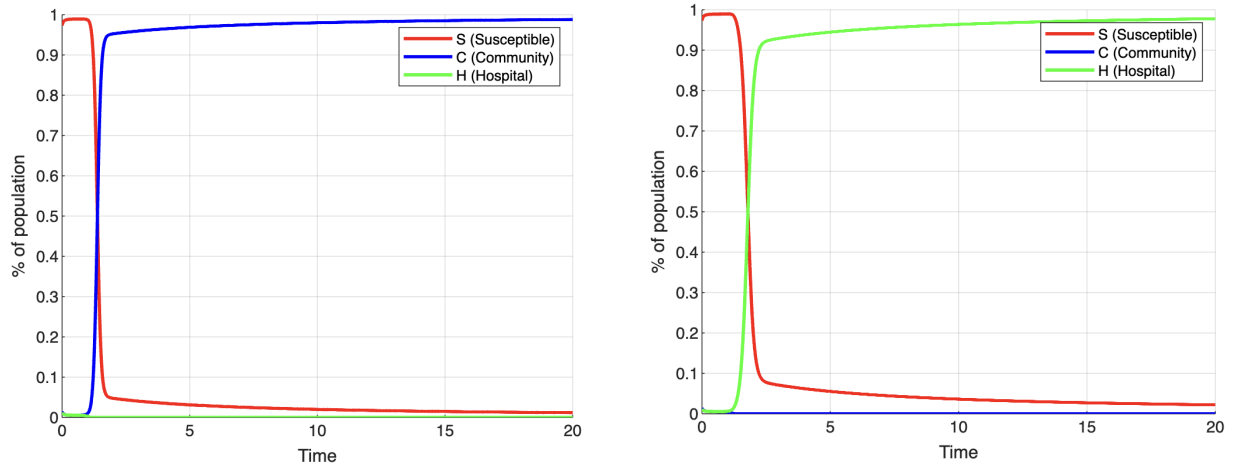 1
0.9
0.8
0.7
0.6
0.5
0.4
0.3
0.2
0.1
0
% of population
S (Susceptible)
C (Community)
H (Hospital)
0 5 10 15 20
Time
1
0.9
0.8
0.7
0.6
0.5
0.4
0.3
0.2
0.1
0
% of population
S (Susceptible)
C (Community)
H (Hospital)
0 5 10 15 20
Time